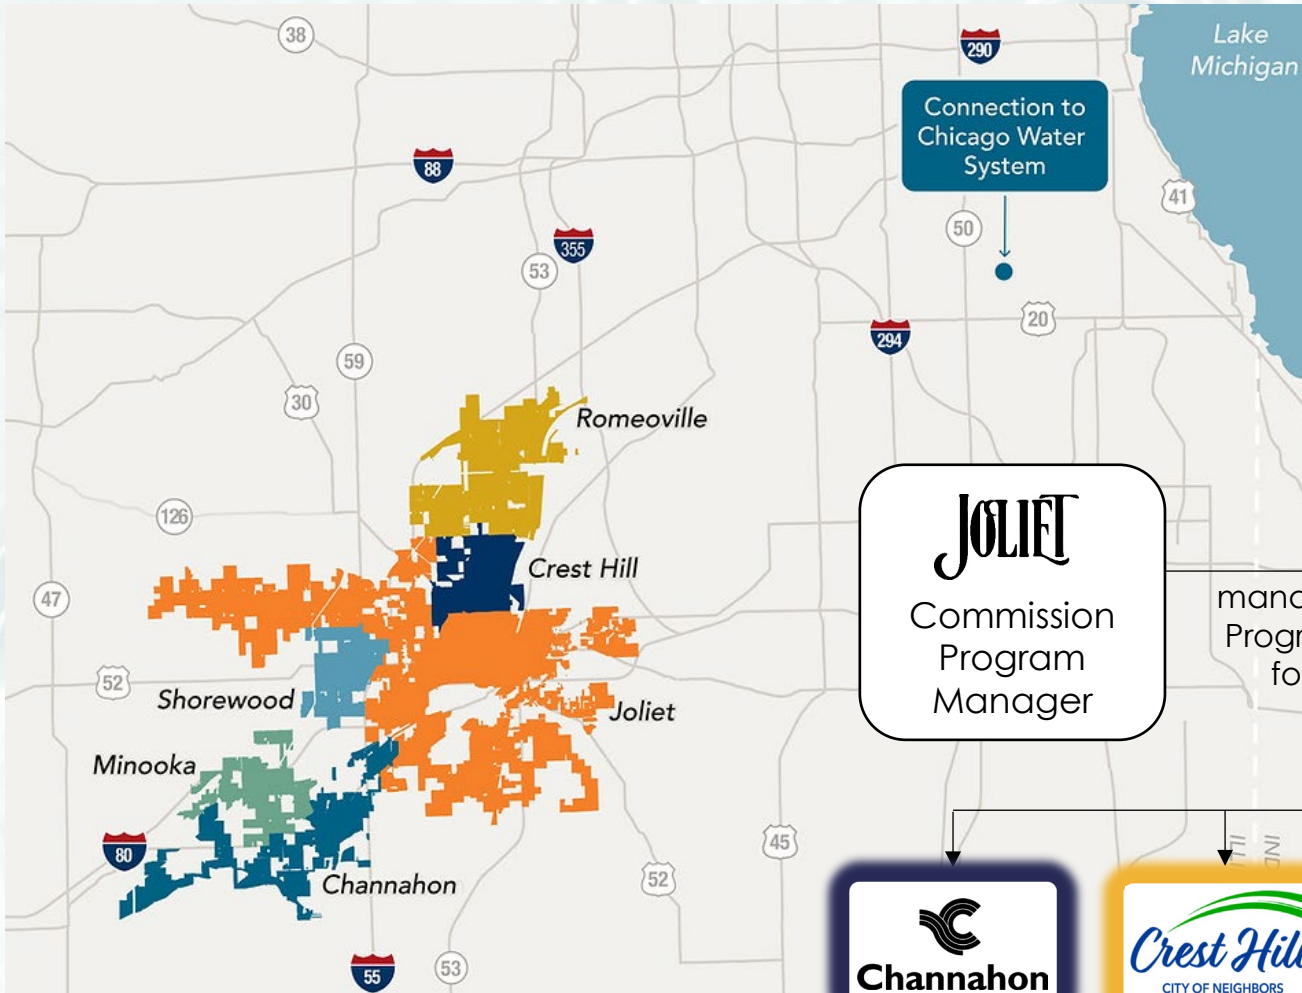 38
290
Lake
Michigan
Connection to
Chicago Water
System
88
41
50
355
53
20
294
59
30
Romeoville
126
JOLIET
Commission
Program
Manager
Crest Hill
47
52
Shorewood
Joliet
Minooka
80
45
52
Channahon
IND
55
53
Channahon
Crest Hill
CITY OF NEIGHBORS